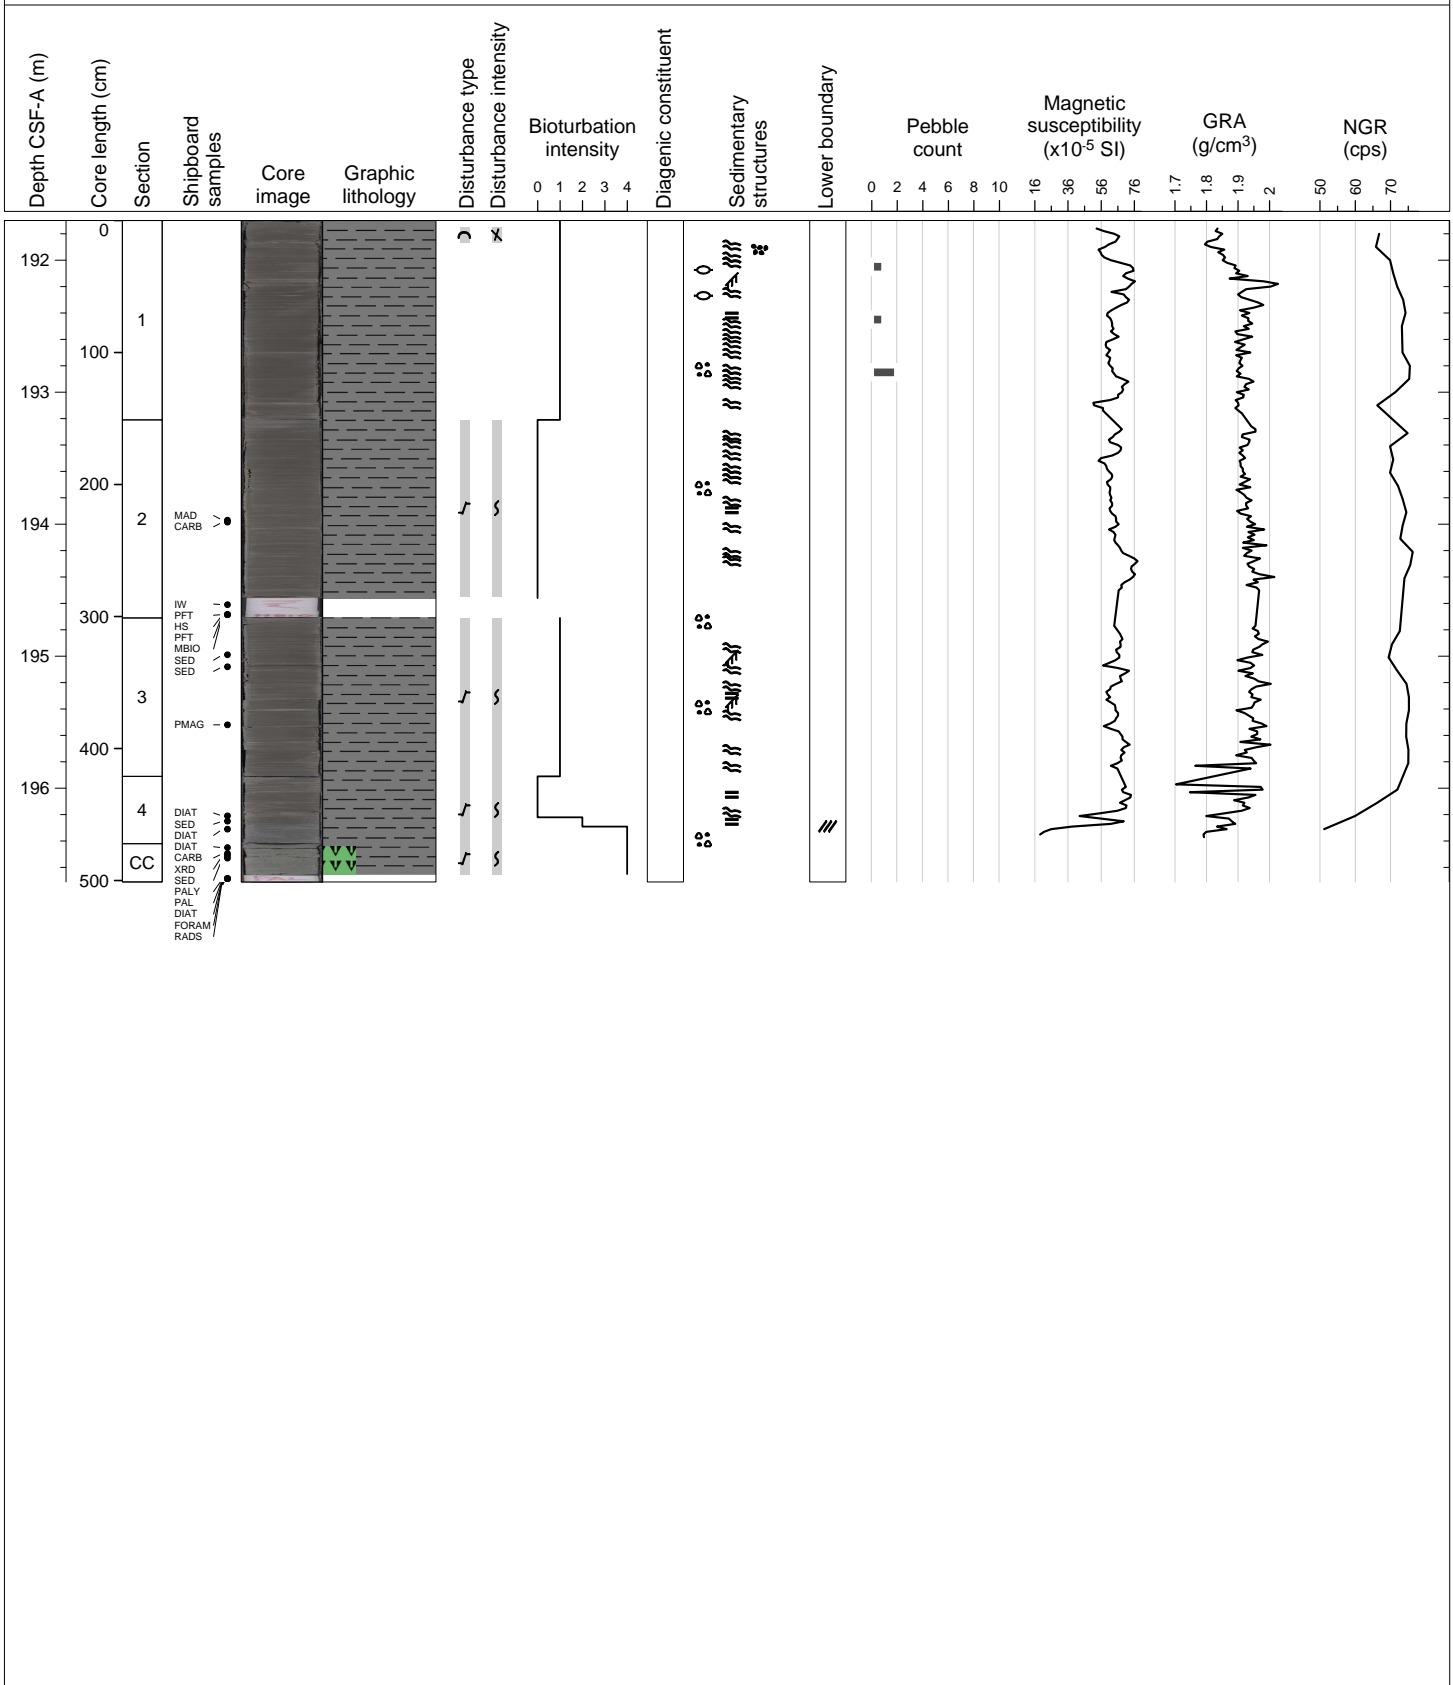 Depth CSF-A (m)
Core length (cm)
Section
Shipboard
samples
Core
image
Graphic
lithology
Disturbance type
Disturbance intensity
Bioturbation
intensity
0 1 2 3 4
Diagenic constituent
Sedimentary
structures
Lower boundary
Pebble
count
0 2 4 6 8 10
Magnetic
susceptibility
(x10-5 SI)
16 36 56 76
GRA
(g/cm3)
1.7 1.8 1.9 2
NGR
(cps)
50 60 70
192
193
194
195
196
0
100
200
300
400
500
1
2
3
4
CC
MAD
CARB
IW
PFT
HS
PFT
MBIO
SED
SED
PMAG
DIAT
SED
DIAT
DIAT
CARB
XRD
SED
PALY
PAL
DIAT
FORAM
RADS